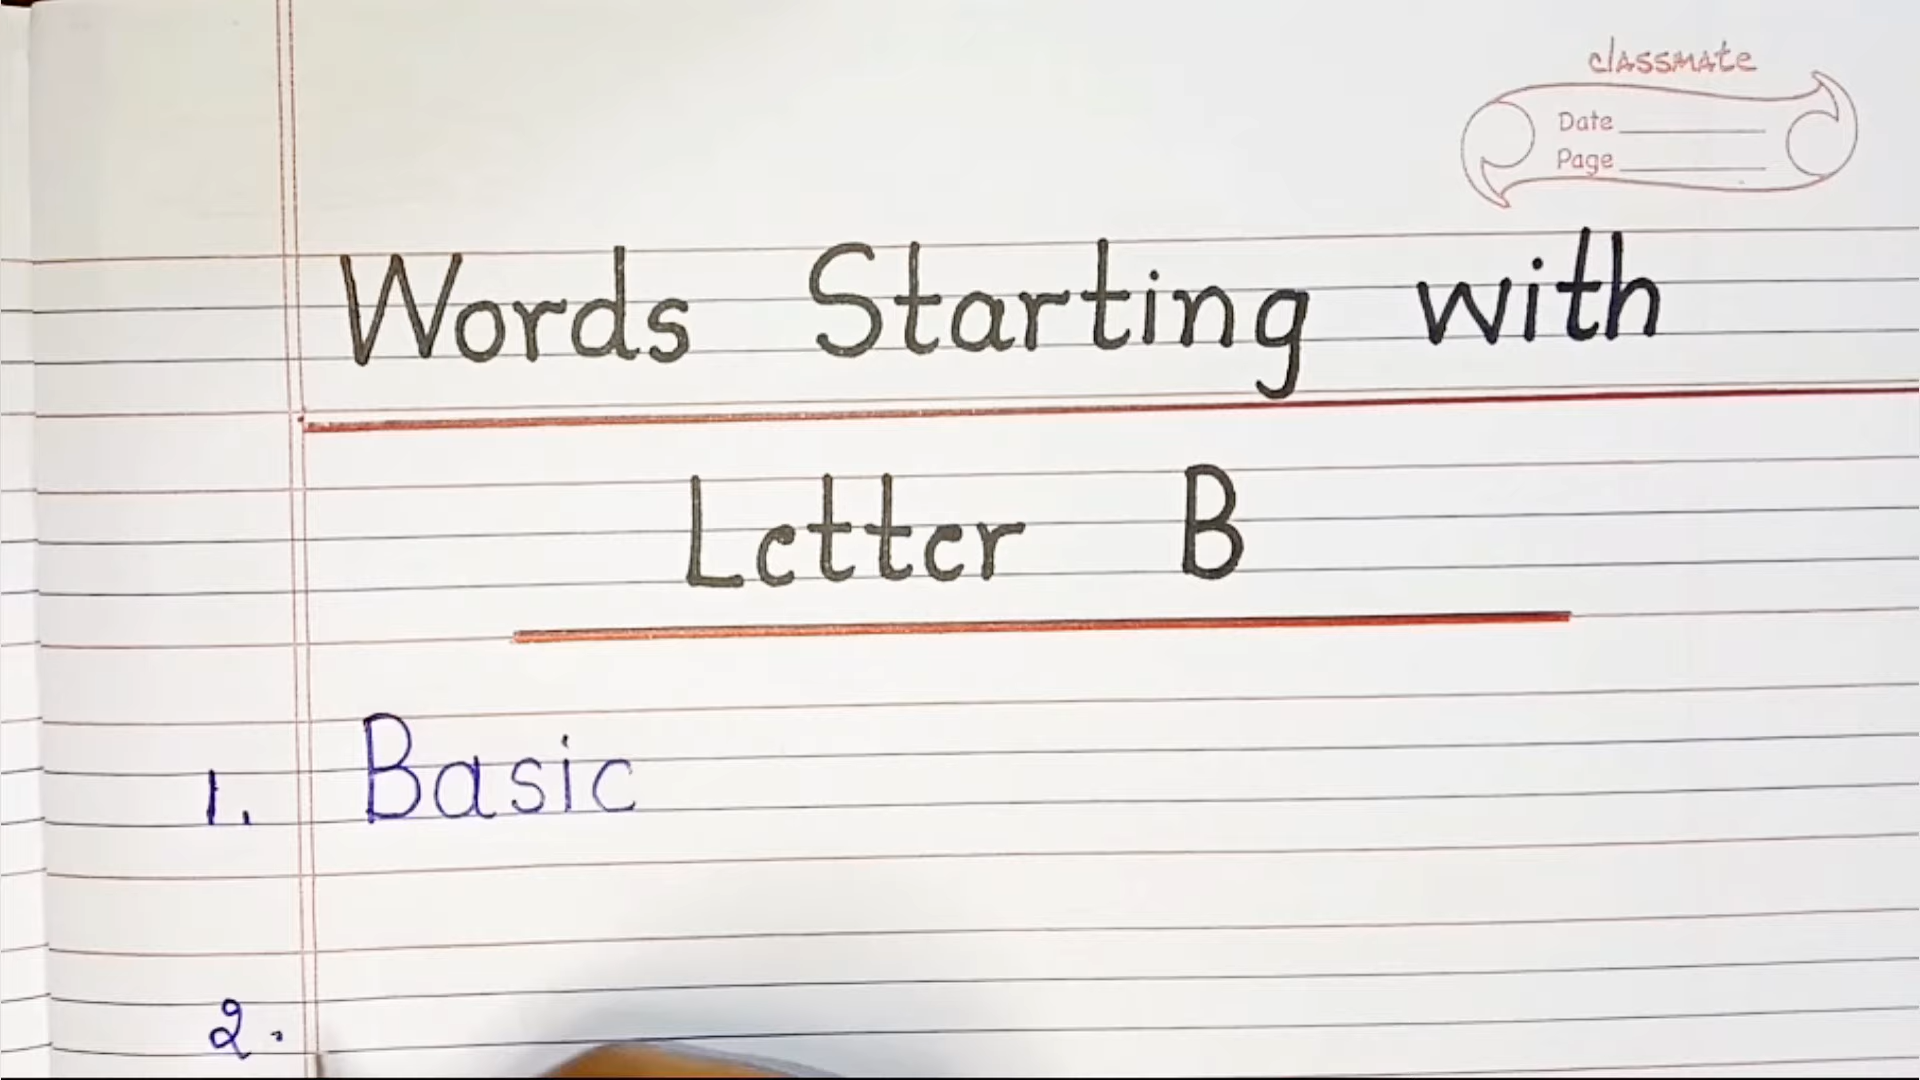 classmate
Date
Page
Words Starting with
Letter B
1. Basic
2.